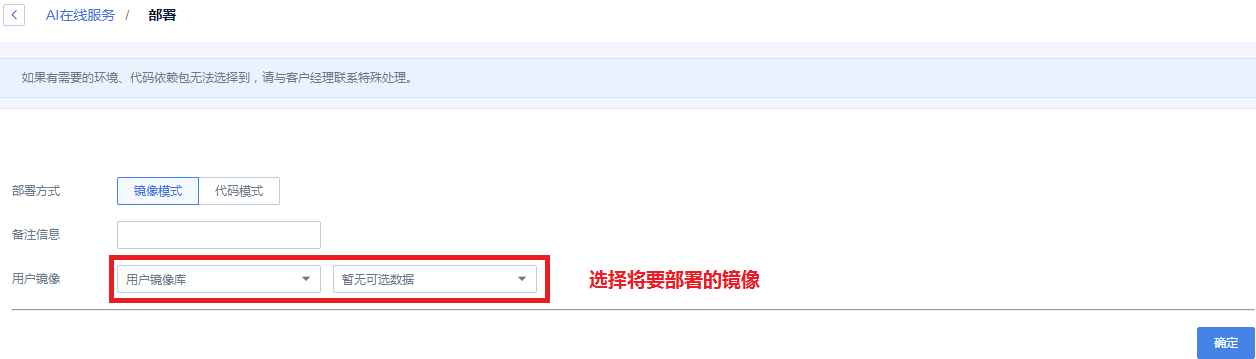 AI在线服务 / 部署
如果有需要的环境、代码依赖包无法选择到，请与客户经理联系特殊处理。
部署方式 镜像模式 代码模式
备注信息
用户镜像 用户镜像库 暂无可选数据 选择将要部署的镜像
确定